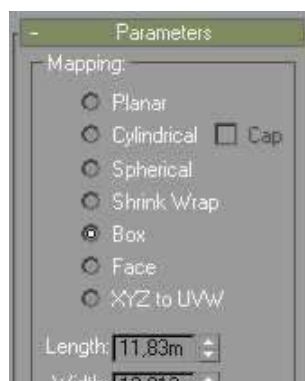 - Parameters
Mapping:
Planar
Cylindrical Cap
Spherical
Shrink Wrap
Box
Face
XYZ to UVW
Length: 11,83m